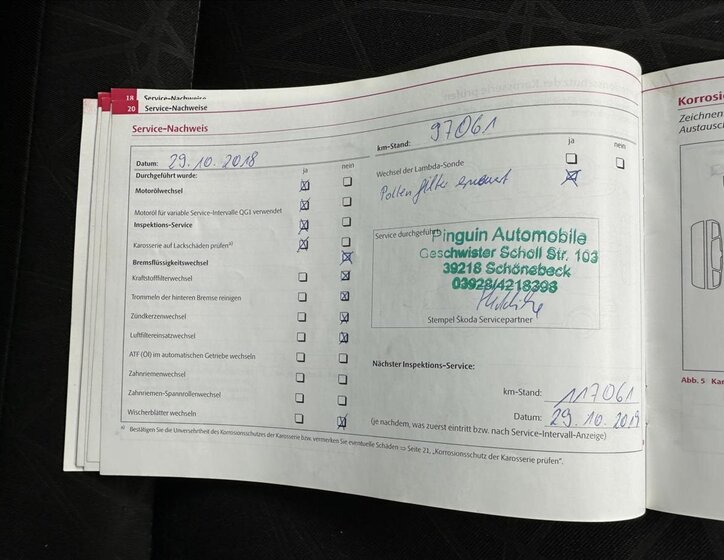 18 Service-Nachweise
20 Service-Nachweise
Service-Nachweis
Datum: 29.10.2018
ja nein
Durchgeführt wurde:
Motorölwechsel
Motoröl für variable Service-Intervalle QG1 verwendet
Inspektions-Service
Karosserie auf Lackschäden prüfen a)
Bremsflüssigkeitswechsel
Kraftstofffilterwechsel
Trommeln der hinteren Bremse reinigen
Zündkerzenwechsel
Luftfiltereinsatzwechsel
ATF (Öl) im automatischen Getriebe wechseln
Zahnriemenwechsel
Zahnriemen-Spannrollenwechsel
Wischerblätter wechseln
a) Bestätigen Sie die Unversehrtheit des Korrosionsschutzes der Karosserie bzw. vermerken Sie eventuelle Schäden ⇒ Seite 21, „Korrosionsschutz der Karosserie prüfen“.
km-Stand: 97061
ja nein
Wechsel der Lambda-Sonde
Pollenfilter erneuert
Service durchgeführt
Pinguin Automobile
Geschwister Scholl Str. 103
39218 Schönebeck
03928/4218398
Stempel Škoda Servicepartner
Nächster Inspektions-Service:
km-Stand: 117061
Datum: 29.10.2019
(je nachdem, was zuerst eintritt bzw. nach Service-Intervall-Anzeige)
Korrosi
Zeichnen
Austausch
Abb. 5 Kar